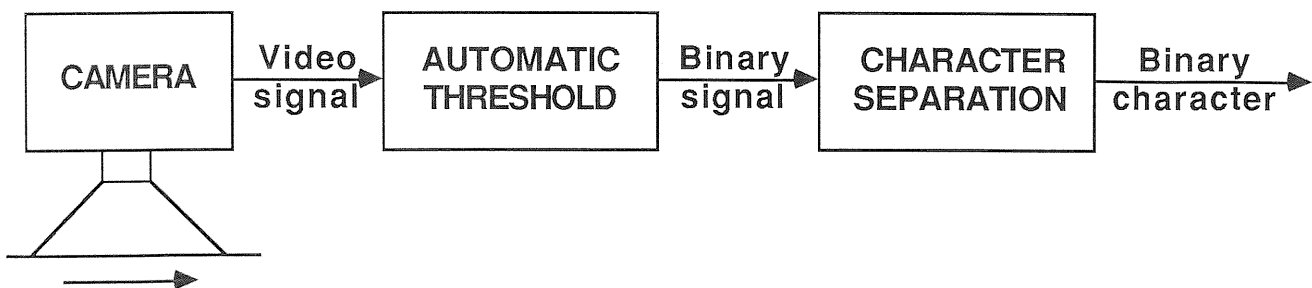 CAMERA
Video
signal
AUTOMATIC
THRESHOLD
Binary
signal
CHARACTER
SEPARATION
Binary
character